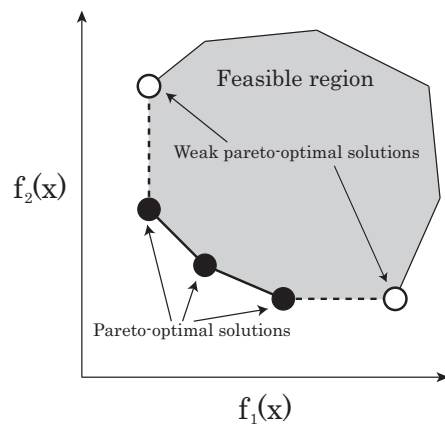 Feasible region
Weak pareto-optimal solutions
f₂(x)
Pareto-optimal solutions
f₁(x)